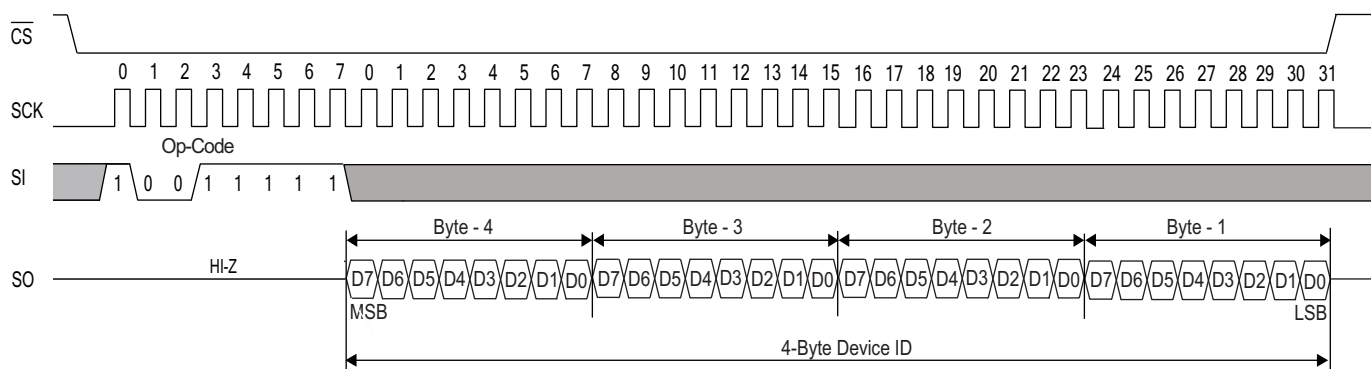 CS
0 1 2 3 4 5 6 7 0 1 2 3 4 5 6 7 8 9 10 11 12 13 14 15 16 17 18 19 20 21 22 23 24 25 26 27 28 29 30 31
SCK
Op-Code
SI 1 0 0 1 1 1 1 1
Byte - 4 Byte - 3 Byte - 2 Byte - 1
SO HI-Z D7 D6 D5 D4 D3 D2 D1 D0 D7 D6 D5 D4 D3 D2 D1 D0 D7 D6 D5 D4 D3 D2 D1 D0 D7 D6 D5 D4 D3 D2 D1 D0
MSB LSB
4-Byte Device ID